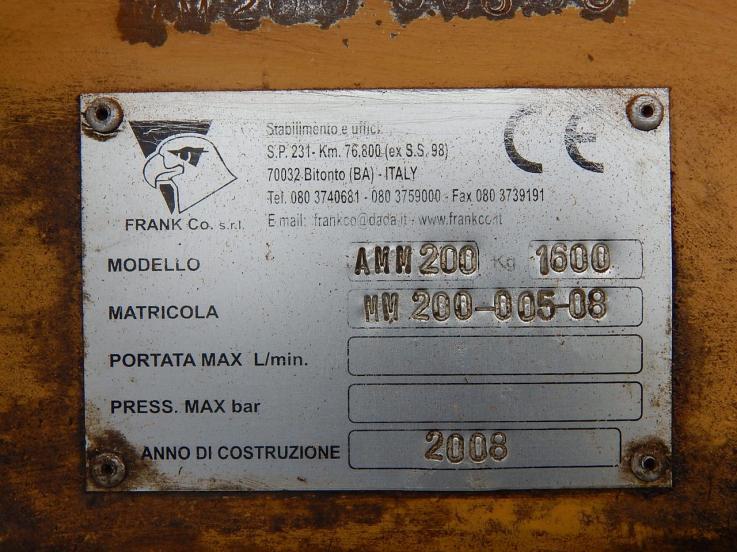 Stabilimento e uffici:
S.P. 231- Km. 76.800 (ex S.S. 98)
70032 Bitonto (BA) - ITALY
Tel. 080 3740681 - 080 3759000 - Fax 080 3739191
E mail: frankco@dada.it - www.frankco.it
CE
FRANK Co. s.r.l.
MODELLO AMM 200 Kg 1600
MATRICOLA MM 200-005-08
PORTATA MAX L/min.
PRESS. MAX bar
ANNO DI COSTRUZIONE 2008